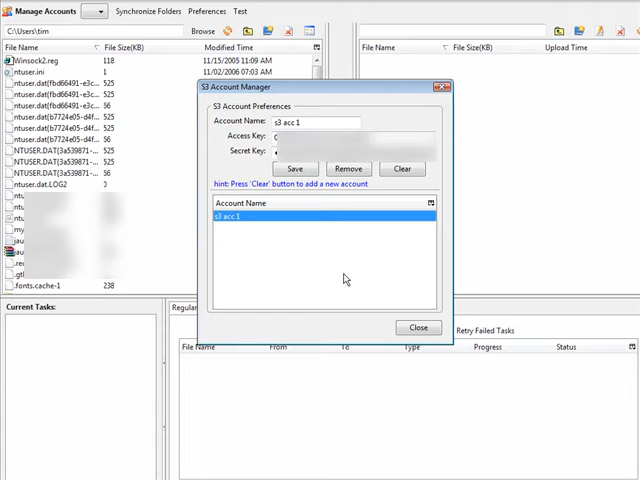 Manage Accounts Synchronize Folders Preferences Test
C:\Users\tim Browse
File Name File Size(KB) Modified Time File Name File Size(KB) Upload Time
Winsock2.reg 118 11/15/2005 11:09 AM
ntuser.ini 1 11/02/2006 07:03 AM
ntuser.dat{fbd66491-e3c... 525
ntuser.dat{fbd66491-e3c... 525
ntuser.dat{fbd66491-e3c... 56
ntuser.dat{b7724e05-d4f... 525
ntuser.dat{b7724e05-d4f... 525
ntuser.dat{b7724e05-d4f... 56
NTUSER.DAT{3a539871-... 525
NTUSER.DAT{3a539871-... 525
NTUSER.DAT{3a539871-... 56
ntuser.dat.LOG2 0
.fonts.cache-1 238
S3 Account Manager
S3 Account Preferences
Account Name: s3 acc1
Access Key:
Secret Key:
Save Remove Clear
hint: Press 'Clear' button to add a new account
Account Name
s3 acc1
Close
Current Tasks:
Regular
Retry Failed Tasks
File Name From To Type Progress Status